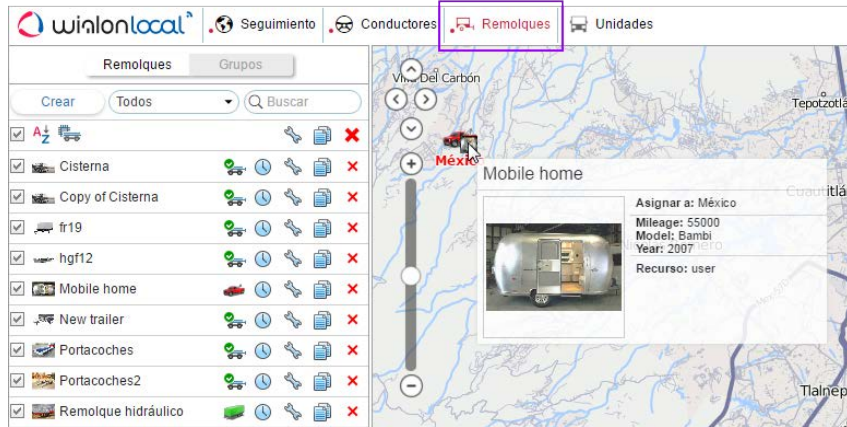 wialon local
Seguimiento
Conductores
Remolques
Unidades
Remolques
Grupos
Crear
Todos
Buscar
A
Z
Cisterna
Copy of Cisterna
fr19
hgf12
Mobile home
New trailer
Portacoches
Portacoches2
Remolque hidráulico
Del Carbón
Tepotzotlá
México
Mobile home
Cuautitlá
Asignar a: México
Mileage: 55000
Model: Bambi
Year: 2007
Recurso: user
Tlalnep